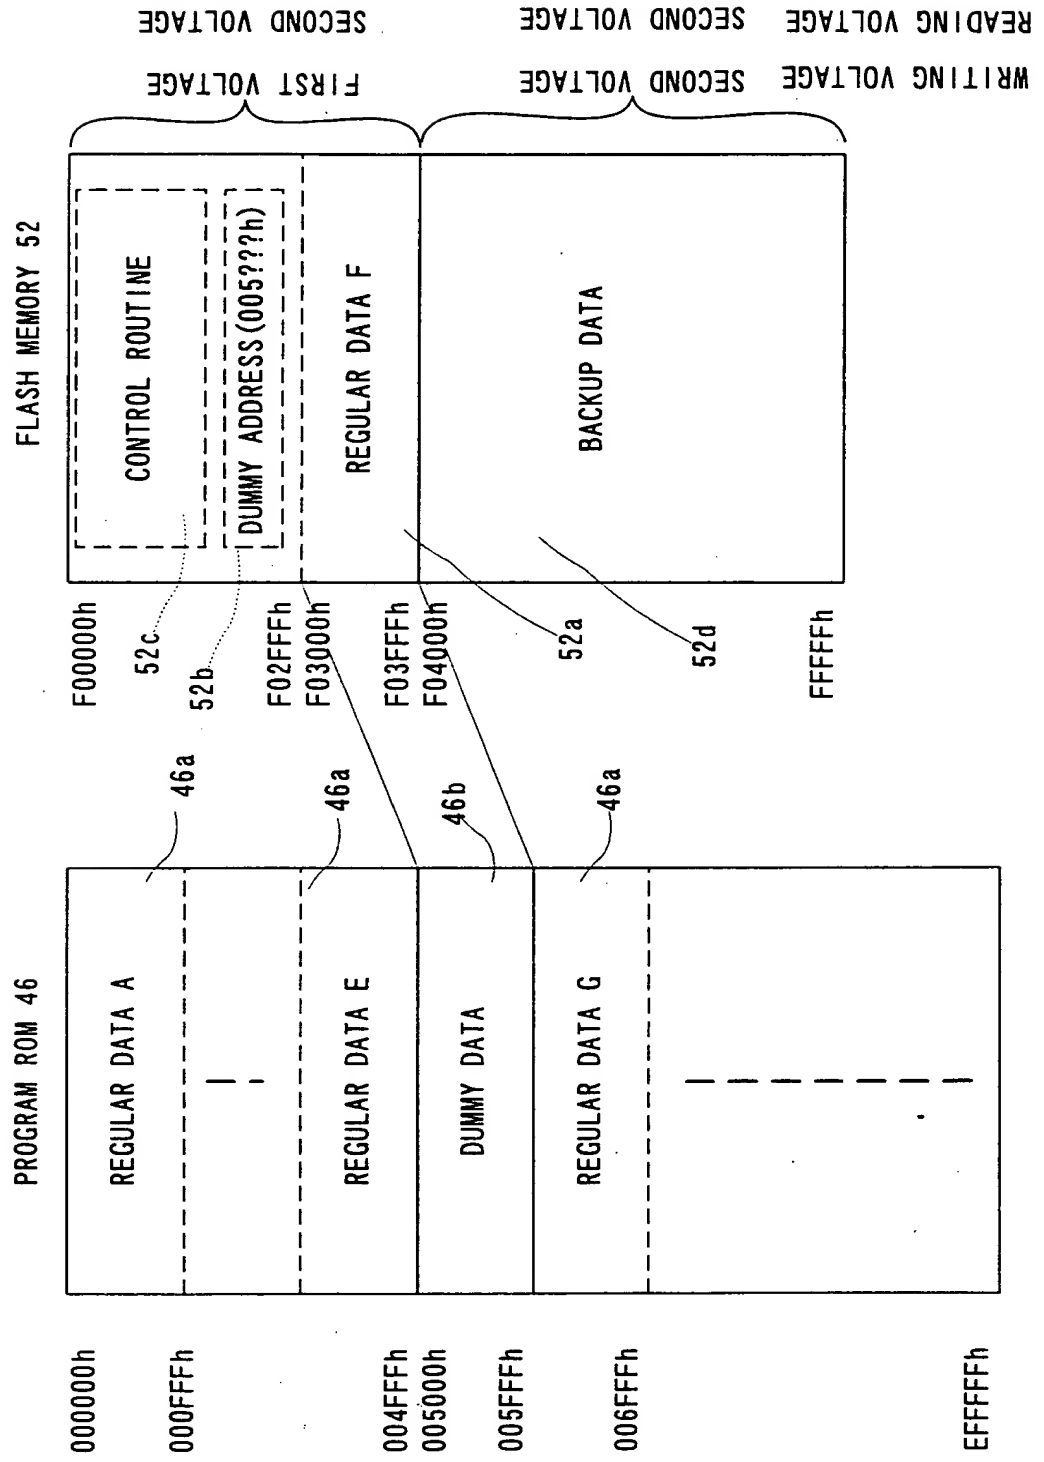 PROGRAM ROM 46
000000h
REGULAR DATA A
46a
000FFFh
REGULAR DATA E
46a
004FFFh
005000h
DUMMY DATA
46b
005FFFh
REGULAR DATA G
46a
006FFFh
EFFFFFh
FLASH MEMORY 52
F00000h
CONTROL ROUTINE
52c
DUMMY ADDRESS(005???h)
52b
F02FFFh
F03000h
REGULAR DATA F
52a
F03FFFh
F04000h
BACKUP DATA
52d
FFFFFh
FIRST VOLTAGE
SECOND VOLTAGE
SECOND VOLTAGE
SECOND VOLTAGE
WRITING VOLTAGE
READING VOLTAGE